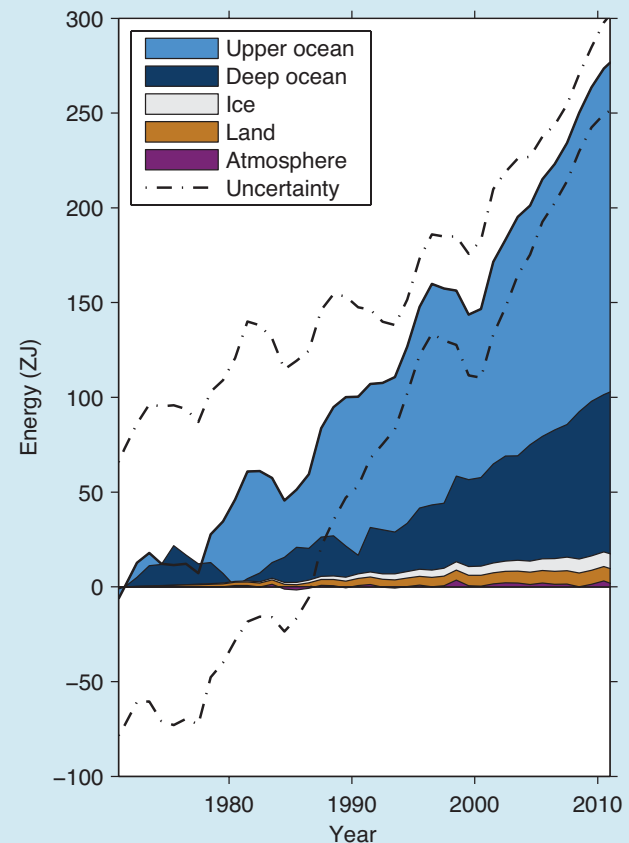 300
250
200
150
100
50
0
−50
−100
Energy (ZJ)
Upper ocean
Deep ocean
Ice
Land
Atmosphere
Uncertainty
1980
1990
2000
2010
Year